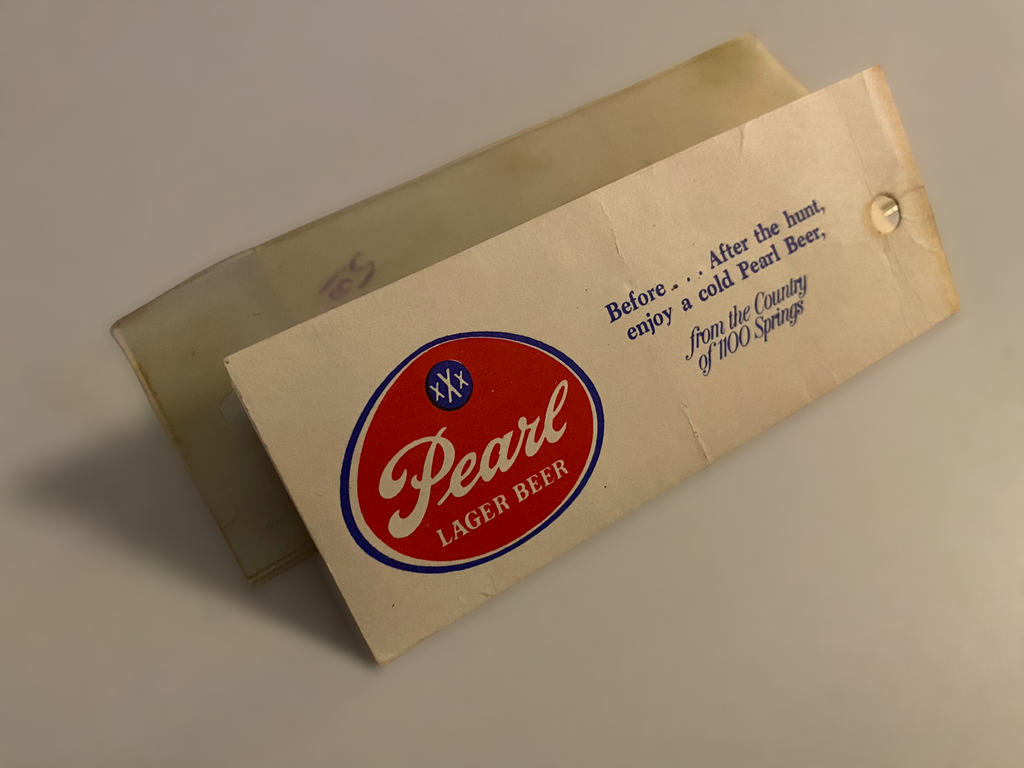 XXX
Pearl
LAGER BEER
Before . . . After the hunt,
enjoy a cold Pearl Beer,
from the Country
of 1100 Springs